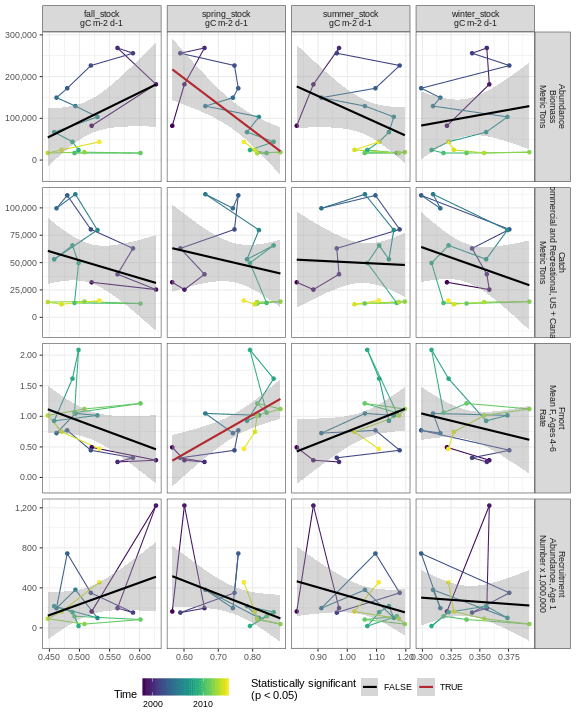 fall_stock
gC m-2 d-1
spring_stock
gC m-2 d-1
summer_stock
gC m-2 d-1
winter_stock
gC m-2 d-1
300,000
200,000
100,000
0
Abundance
Biomass
Metric Tons
100,000
75,000
50,000
25,000
0
Catch
ommercial and Recreational, US + Cana
Metric Tons
2.00
1.50
1.00
0.50
0.00
Fmort
Mean F, Ages 4-6
Rate
1,200
800
400
0
Recruitment
Abundance, Age 1
Number x 1,000,000
0.450 0.500 0.550 0.600
0.60 0.70 0.80
0.90 1.00 1.10 1.20
0.300 0.325 0.350 0.375
Time
2000 2010
Statistically significant
(p < 0.05)
FALSE
TRUE